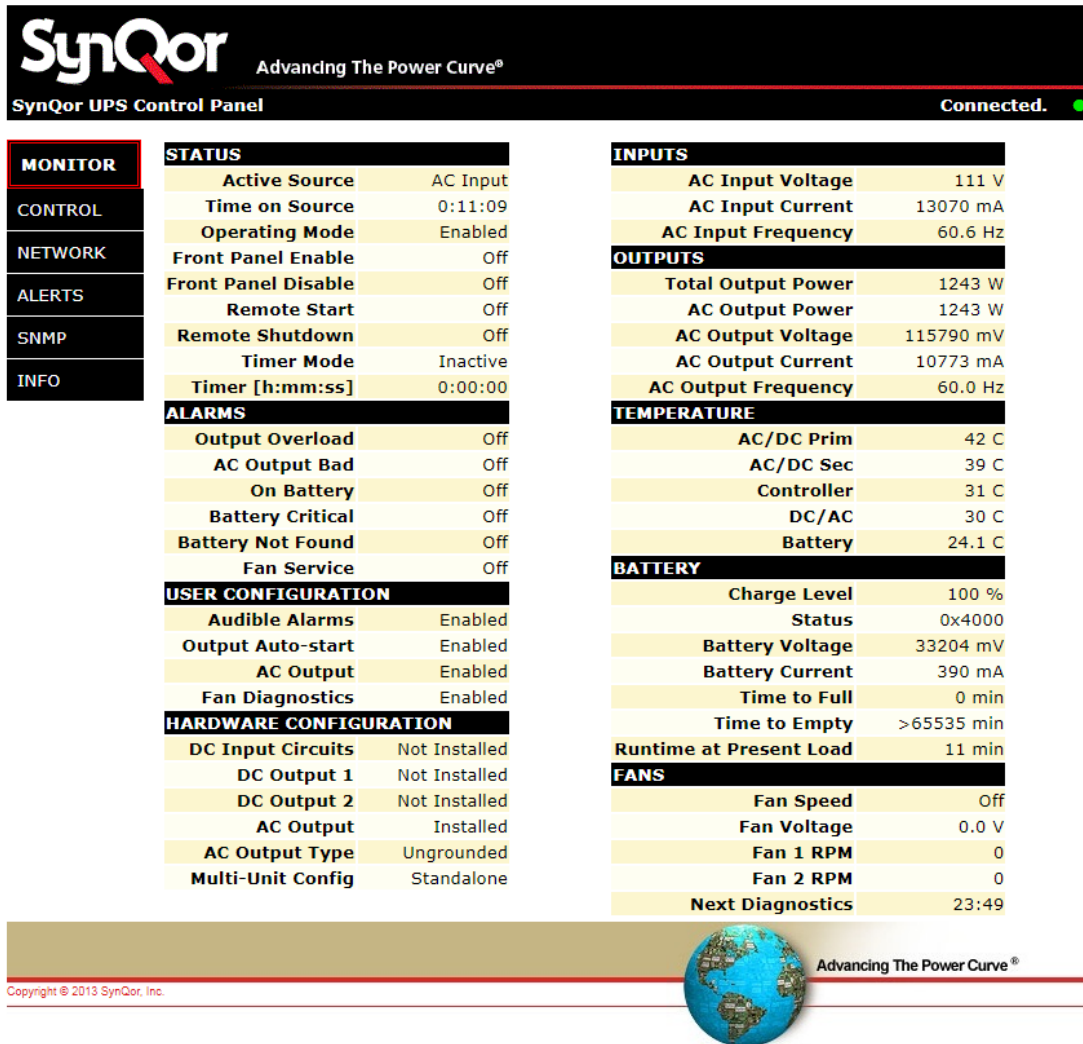 SynQor Advancing The Power Curve®
SynQor UPS Control Panel Connected.
MONITOR
CONTROL
NETWORK
ALERTS
SNMP
INFO
STATUS
Active Source AC Input
Time on Source 0:11:09
Operating Mode Enabled
Front Panel Enable Off
Front Panel Disable Off
Remote Start Off
Remote Shutdown Off
Timer Mode Inactive
Timer [h:mm:ss] 0:00:00
ALARMS
Output Overload Off
AC Output Bad Off
On Battery Off
Battery Critical Off
Battery Not Found Off
Fan Service Off
USER CONFIGURATION
Audible Alarms Enabled
Output Auto-start Enabled
AC Output Enabled
Fan Diagnostics Enabled
HARDWARE CONFIGURATION
DC Input Circuits Not Installed
DC Output 1 Not Installed
DC Output 2 Not Installed
AC Output Installed
AC Output Type Ungrounded
Multi-Unit Config Standalone
INPUTS
AC Input Voltage 111 V
AC Input Current 13070 mA
AC Input Frequency 60.6 Hz
OUTPUTS
Total Output Power 1243 W
AC Output Power 1243 W
AC Output Voltage 115790 mV
AC Output Current 10773 mA
AC Output Frequency 60.0 Hz
TEMPERATURE
AC/DC Prim 42 C
AC/DC Sec 39 C
Controller 31 C
DC/AC 30 C
Battery 24.1 C
BATTERY
Charge Level 100 %
Status 0x4000
Battery Voltage 33204 mV
Battery Current 390 mA
Time to Full 0 min
Time to Empty >65535 min
Runtime at Present Load 11 min
FANS
Fan Speed Off
Fan Voltage 0.0 V
Fan 1 RPM 0
Fan 2 RPM 0
Next Diagnostics 23:49
Advancing The Power Curve®
Copyright © 2013 SynQor, Inc.